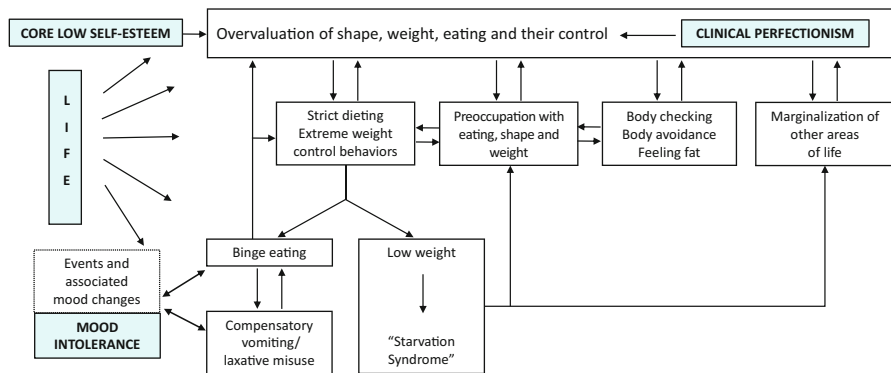 CORE LOW SELF-ESTEEM
Overvaluation of shape, weight, eating and their control
CLINICAL PERFECTIONISM
L
I
F
E
Strict dieting
Extreme weight
control behaviors
Preoccupation with
eating, shape and
weight
Body checking
Body avoidance
Feeling fat
Marginalization of
other areas
of life
Events and
associated
mood changes
MOOD
INTOLERANCE
Binge eating
Compensatory
vomiting/
laxative misuse
Low weight
“Starvation
Syndrome”